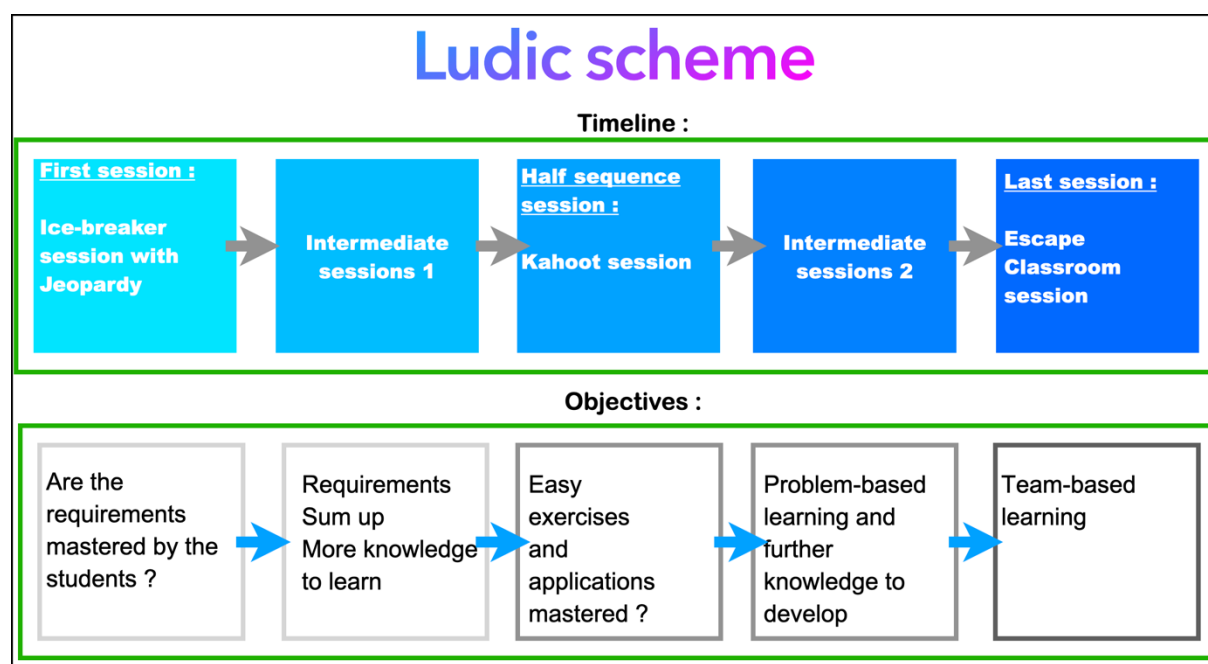 Ludic scheme
Timeline :
First session :
Ice-breaker
session with
Jeopardy
Intermediate
sessions 1
Half sequence
session :
Kahoot session
Intermediate
sessions 2
Last session :
Escape
Classroom
session
Objectives :
Are the
requirements
mastered by the
students ?
Requirements
Sum up
More knowledge
to learn
Easy
exercises
and
applications
mastered ?
Problem-based
learning and
further
knowledge to
develop
Team-based
learning